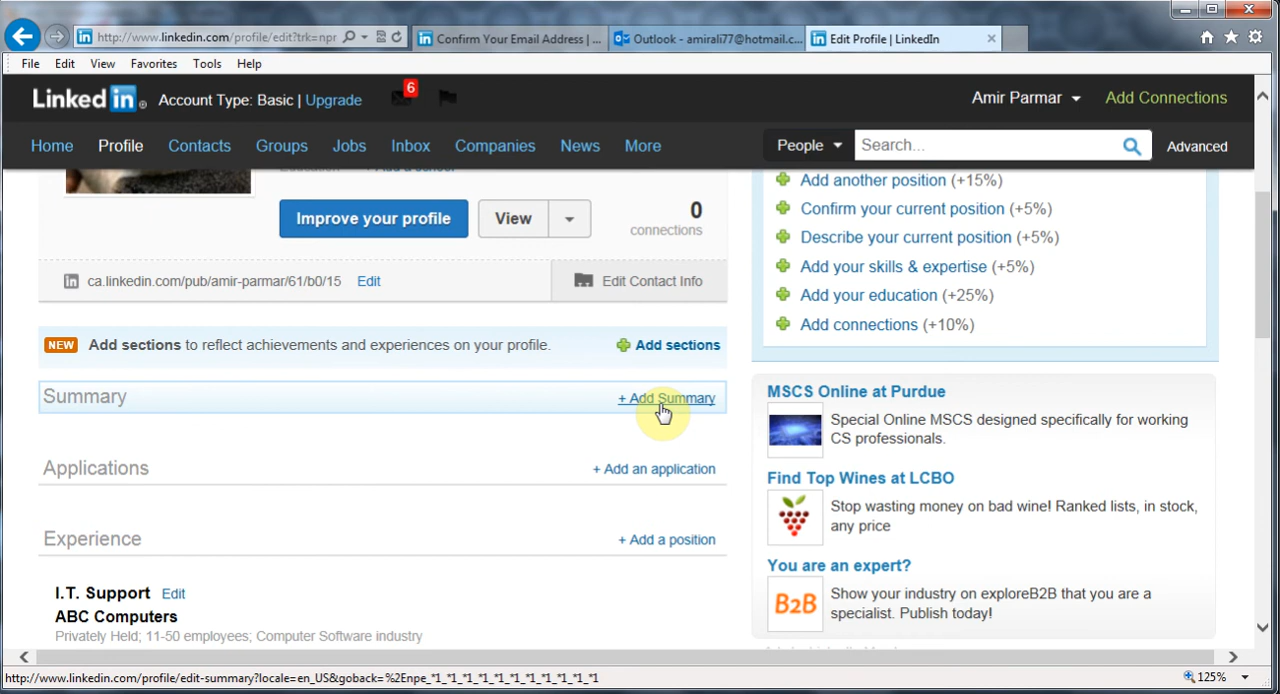 http://www.linkedin.com/profile/edit?trk=npr
Confirm Your Email Address | ...
Outlook - amirali77@hotmail.c...
Edit Profile | LinkedIn
File Edit View Favorites Tools Help
Linked in Account Type: Basic | Upgrade
6
Amir Parmar
Add Connections
Home Profile Contacts Groups Jobs Inbox Companies News More
People Search... Advanced
Improve your profile
View
0
connections
ca.linkedin.com/pub/amir-parmar/61/b0/15 Edit
Edit Contact Info
NEW Add sections to reflect achievements and experiences on your profile.
Add sections
Summary
+ Add Summary
Applications
+ Add an application
Experience
+ Add a position
I.T. Support Edit
ABC Computers
Privately Held; 11-50 employees; Computer Software industry
Add another position (+15%)
Confirm your current position (+5%)
Describe your current position (+5%)
Add your skills & expertise (+5%)
Add your education (+25%)
Add connections (+10%)
MSCS Online at Purdue
Special Online MSCS designed specifically for working
CS professionals.
Find Top Wines at LCBO
Stop wasting money on bad wine! Ranked lists, in stock,
any price
You are an expert?
B2B
Show your industry on exploreB2B that you are a
specialist. Publish today!
http://www.linkedin.com/profile/edit-summary?locale=en_US&goback=%2Enpe_*1_*1_*1_*1_*1_*1_*1_*1_*1_*1_*1
125%